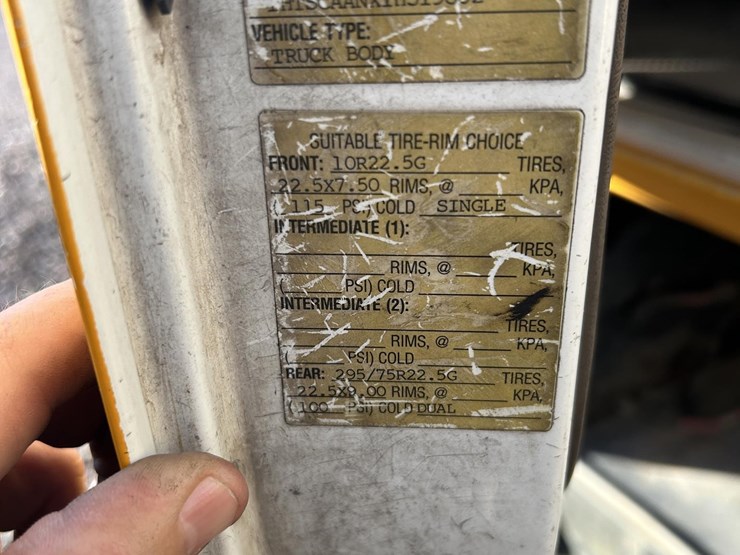 VEHICLE TYPE:
TRUCK BODY
SUITABLE TIRE-RIM CHOICE
FRONT: 10R22.5G TIRES,
22.5X7.50 RIMS, @ KPA,
( 115 PSI) COLD SINGLE
INTERMEDIATE (1):
TIRES,
RIMS, @ KPA,
( PSI) COLD
INTERMEDIATE (2):
TIRES,
RIMS, @ KPA,
( PSI) COLD
REAR: 295/75R22.5G TIRES,
22.5X9.00 RIMS, @ KPA,
(100 PSI) COLD DUAL